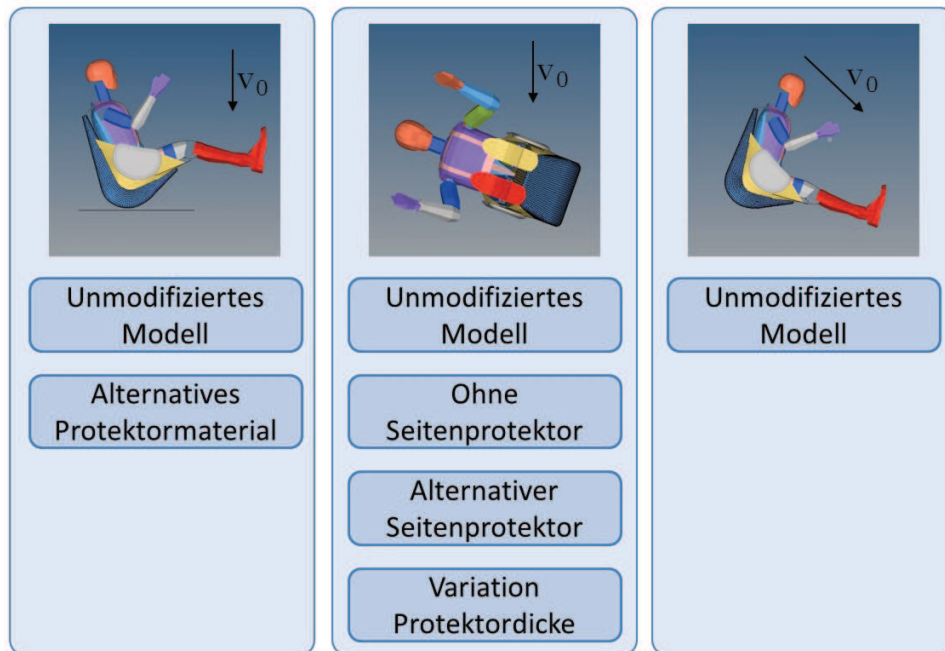 v₀
Unmodifiziertes
Modell
Alternatives
Protektormaterial
v₀
Unmodifiziertes
Modell
Ohne
Seitenprotektor
Alternativer
Seitenprotektor
Variation
Protektordicke
v₀
Unmodifiziertes
Modell